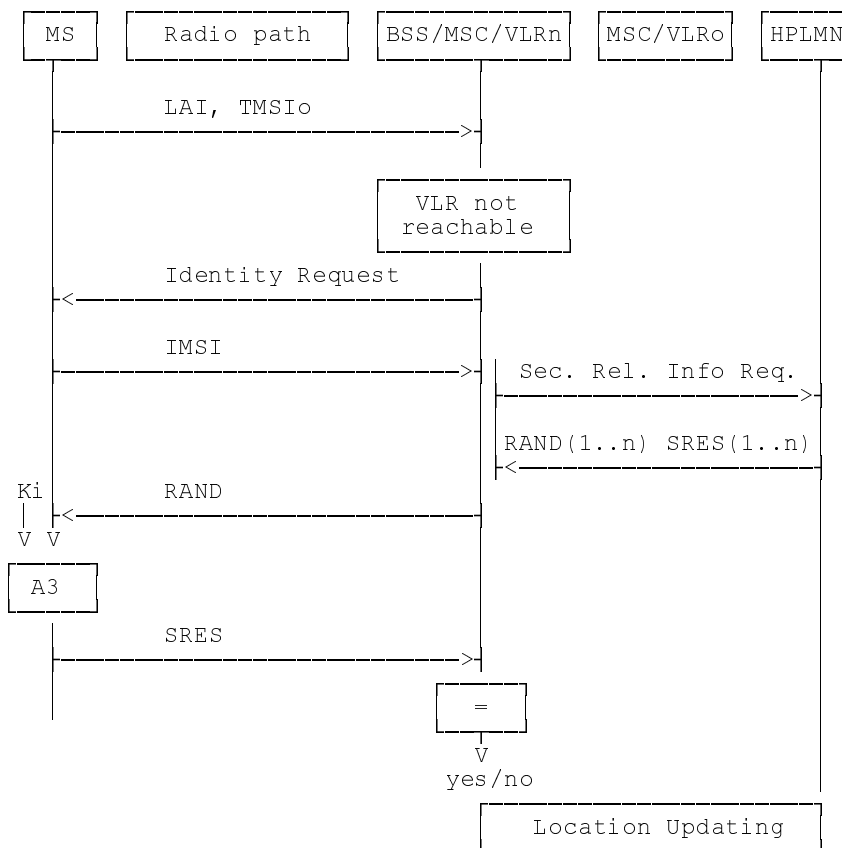 MS Radio path BSS/MSC/VLRn MSC/VLRo HPLMN
LAI, TMSIo
VLR not
reachable
Identity Request
IMSI
Sec. Rel. Info Req.
RAND(1..n) SRES(1..n)
Ki RAND
V V
A3
SRES
=
V
yes/no
Location Updating